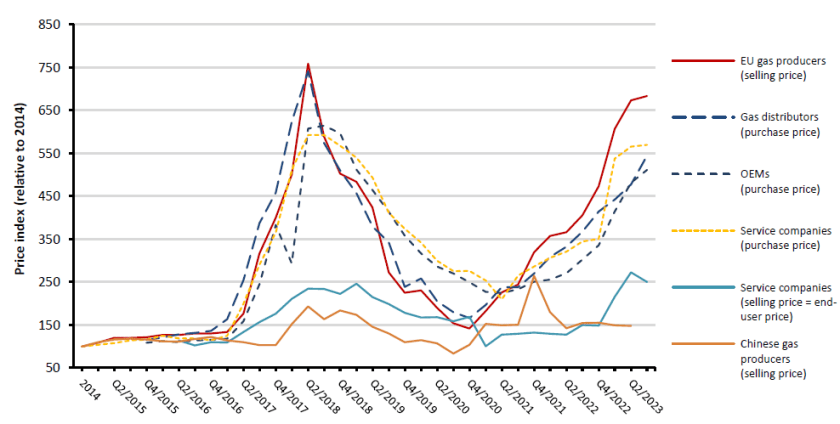 Price index (relative to 2014)
850
750
650
550
450
350
250
150
50
2014
Q2/2015
Q4/2015
Q2/2016
Q4/2016
Q2/2017
Q4/2017
Q2/2018
Q4/2018
Q2/2019
Q4/2019
Q2/2020
Q4/2020
Q2/2021
Q4/2021
Q2/2022
Q4/2022
Q2/2023
EU gas producers
(selling price)
Gas distributors
(purchase price)
OEMs
(purchase price)
Service companies
(purchase price)
Service companies
(selling price = end-
user price)
Chinese gas
producers
(selling price)